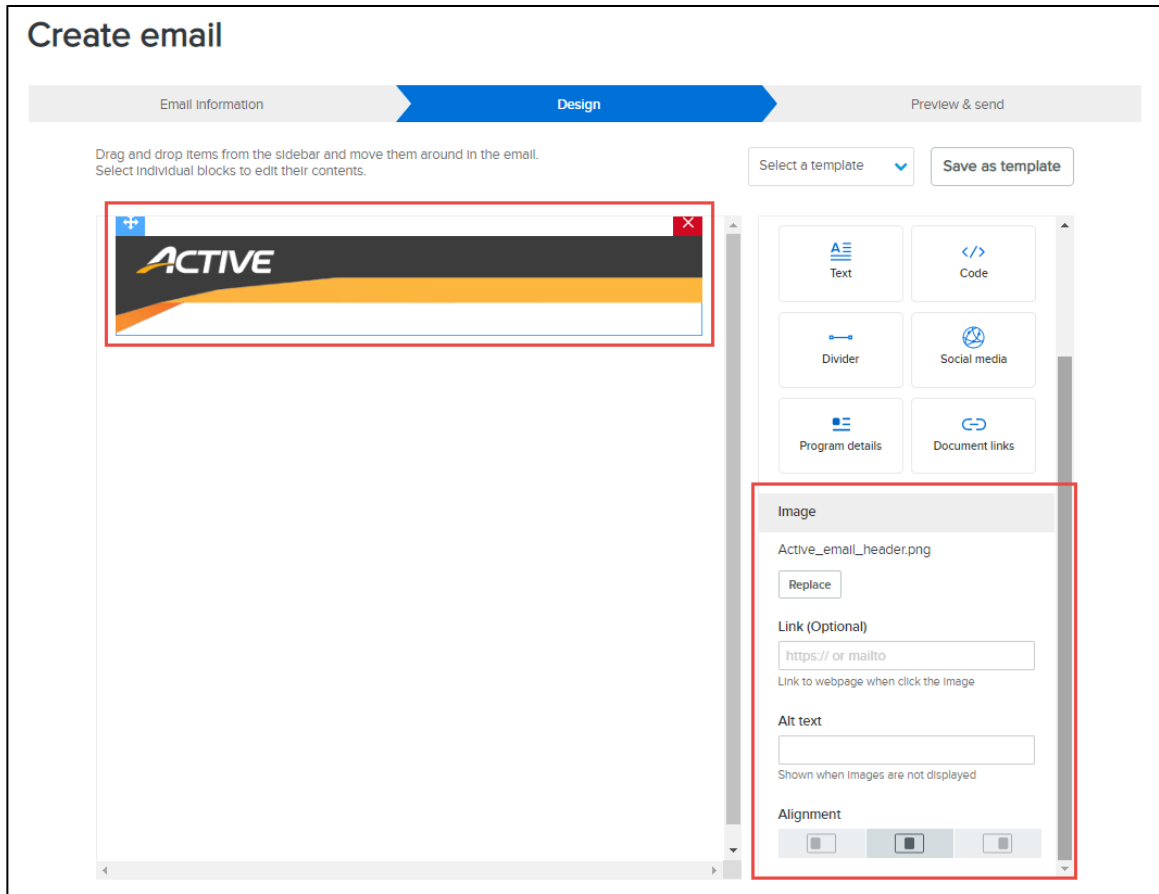 Create email
Email information
Design
Preview & send
Drag and drop items from the sidebar and move them around in the email.
Select individual blocks to edit their contents.
Select a template
Save as template
ACTIVE
Text
Code
Divider
Social media
Program details
Document links
Image
Active_email_header.png
Replace
Link (Optional)
https:// or mailto
Link to webpage when click the image
Alt text
Shown when images are not displayed
Alignment